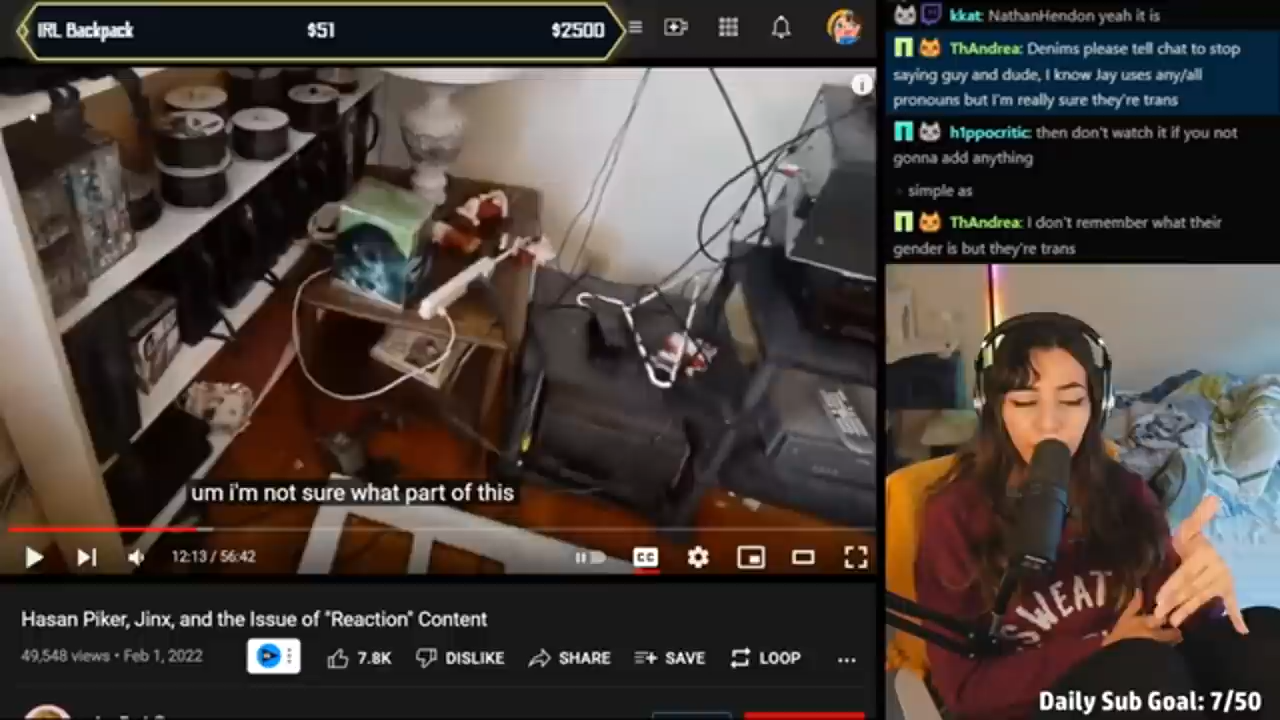 IRL Backpack $51 $2500
kkat: NathanHendon yeah it is
ThAndrea: Denims please tell chat to stop
saying guy and dude, I know Jay uses any/all
pronouns but I'm really sure they're trans
h1ppocritic: then don't watch it if you not
gonna add anything
simple as
ThAndrea: I don't remember what their
gender is but they're trans
um i'm not sure what part of this
12:13 / 56:42
CC
Hasan Piker, Jinx, and the Issue of "Reaction" Content
49,548 views • Feb 1, 2022
7.8K DISLIKE SHARE SAVE LOOP
SWEAT
Daily Sub Goal: 7/50